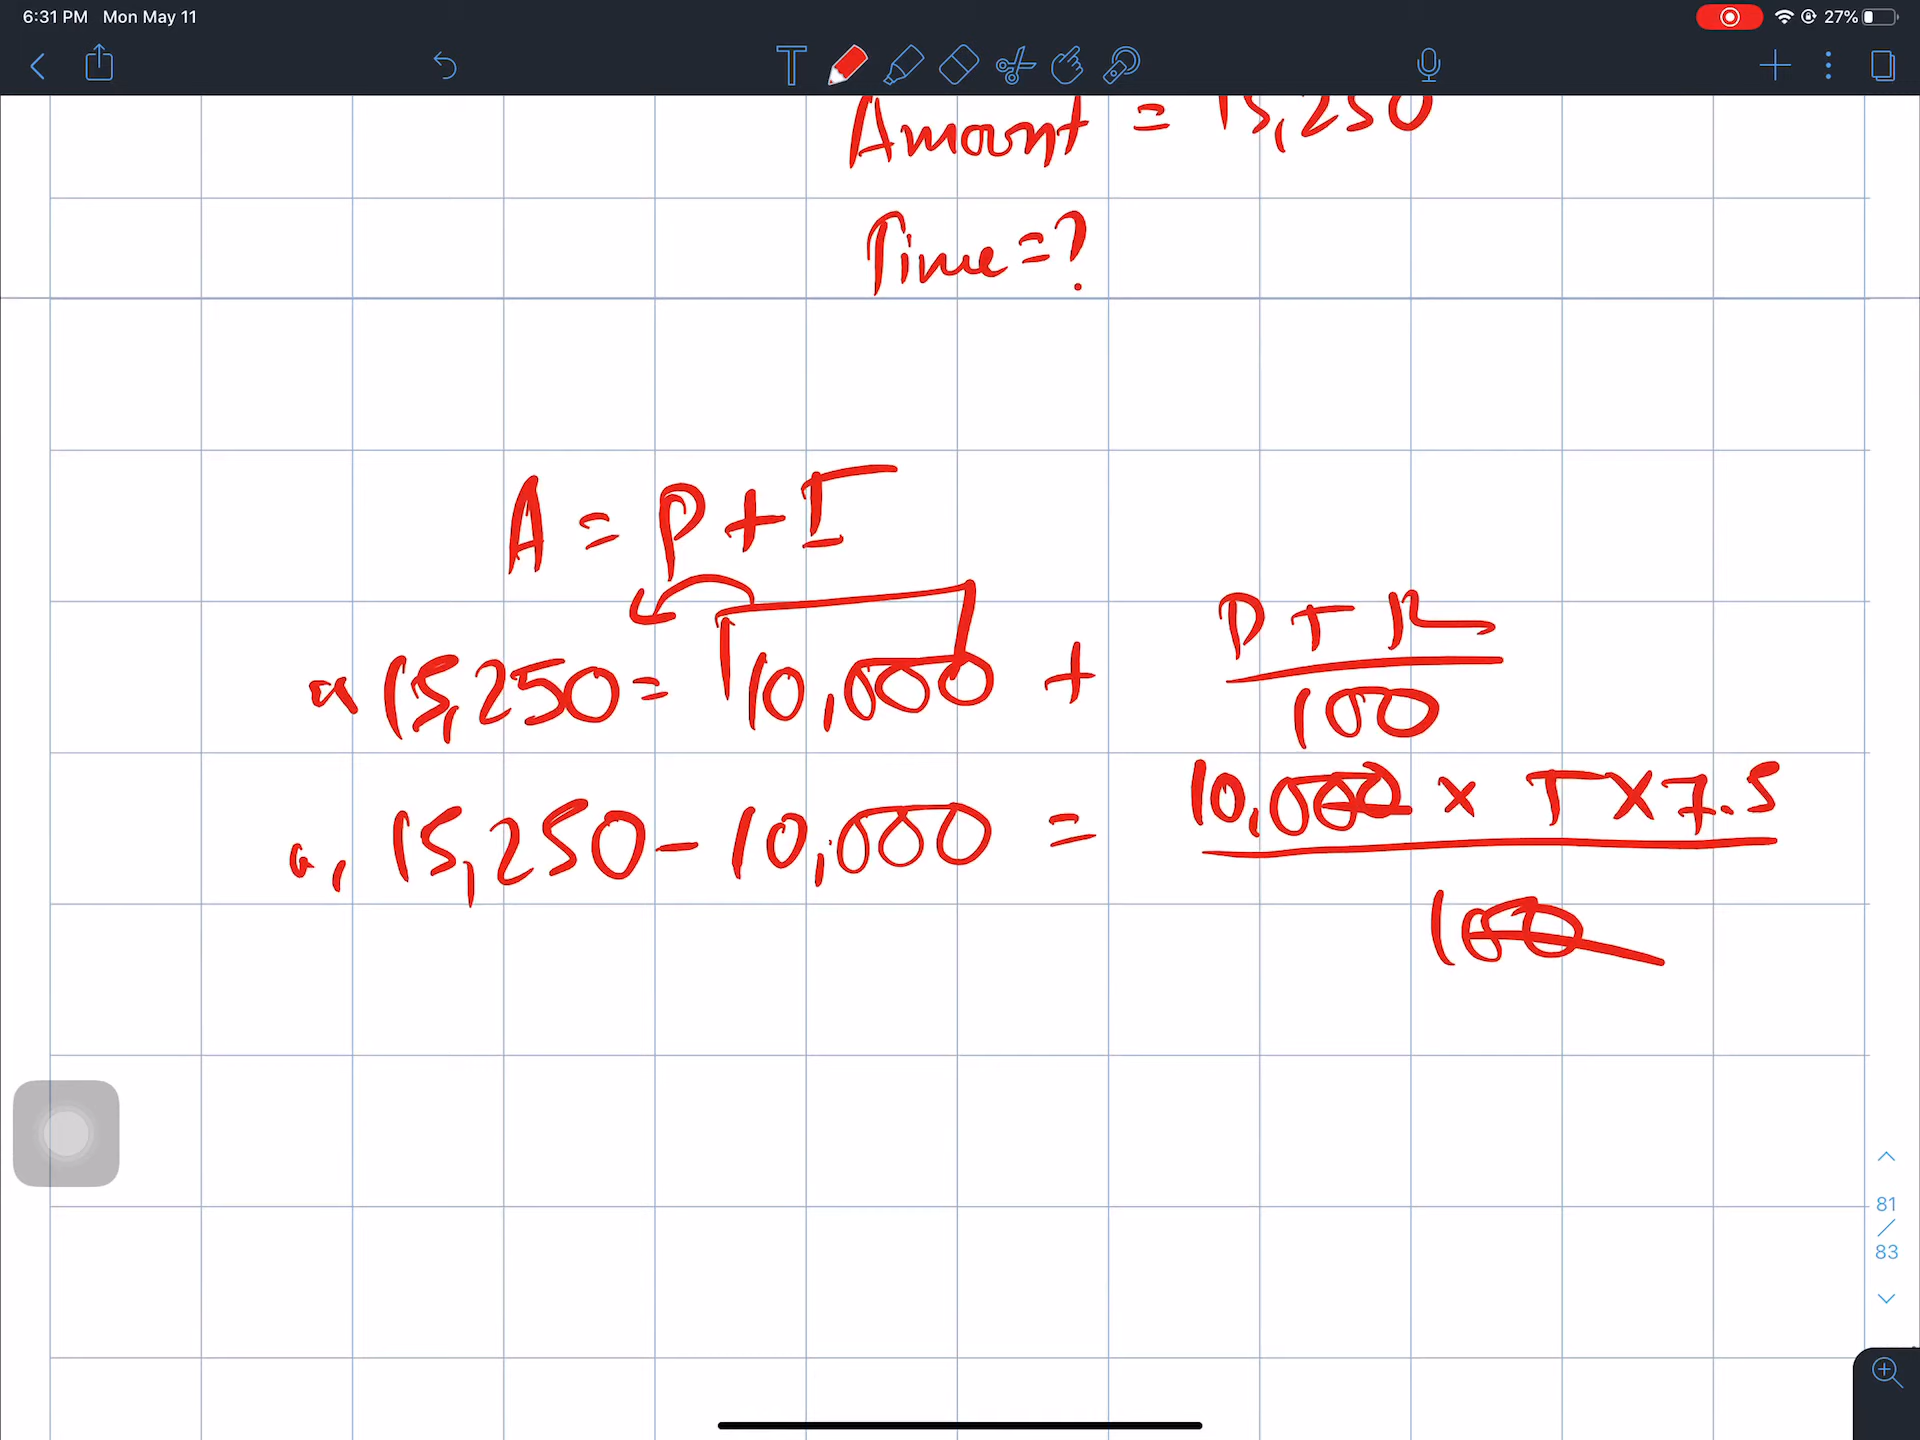 6:31 PM Mon May 11
27%
Amount = 15,250
Time = ?
A = P + I
15,250 = 10,000 + PTR / 100
15,250 - 10,000 = 10,000 × T × 7.5 / 100
81
/
83